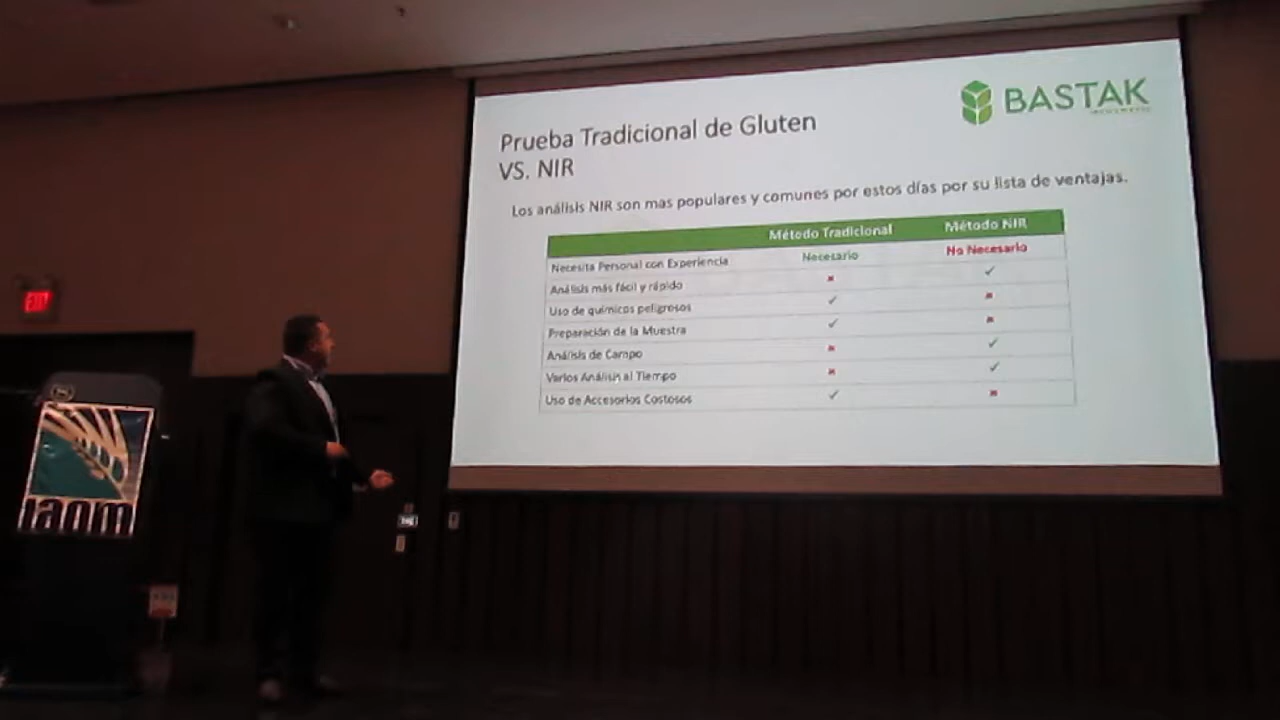 BASTAK
Prueba Tradicional de Gluten
VS. NIR
Los análisis NIR son mas populares y comunes por estos días por su lista de ventajas.
Método Tradicional Método NIR
Necesita Personal con Experiencia Necesario No Necesario
Análisis más fácil y rápido × ✓
Uso de químicos peligrosos ✓ ×
Preparación de la Muestra ✓ ×
Análisis de Campo × ✓
Varios Análisis al Tiempo × ✓
Uso de Accesorios Costosos ✓ ×
EXIT
iaom